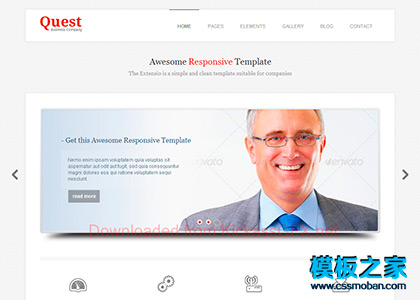 Quest
Business Company
HOME PAGES ELEMENTS GALLERY BLOG CONTACT
Awesome Responsive Template
The Extensio is a simple and clean template suitable for companies
- Get this Awesome Responsive Template
Nemo enim ipsam voluptatem quia voluptas sit
aspernatur aut odit aut fugit, sed quia consequuntur
magni dolores eos qui ratione voluptatem sequi
nesciunt.
read more
envato
Downloaded from
模板之家
www.cssmoban.com